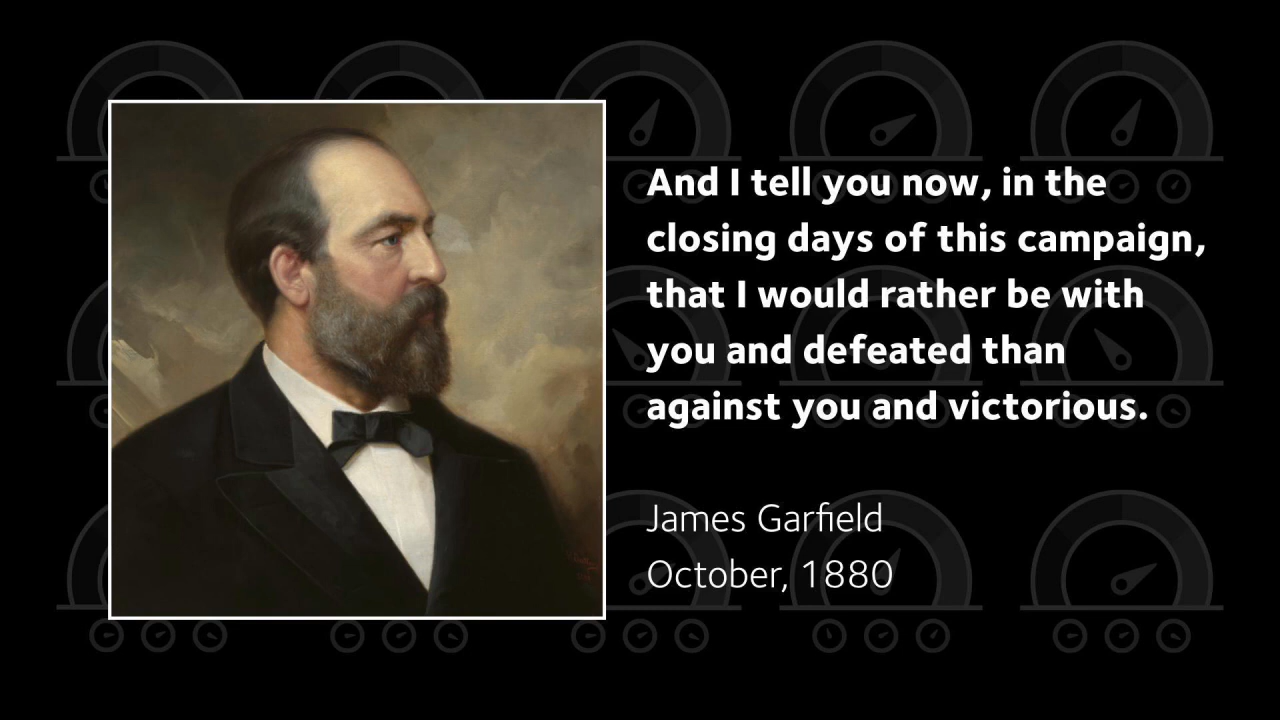 And I tell you now, in the
closing days of this campaign,
that I would rather be with
you and defeated than
against you and victorious.
James Garfield
October, 1880